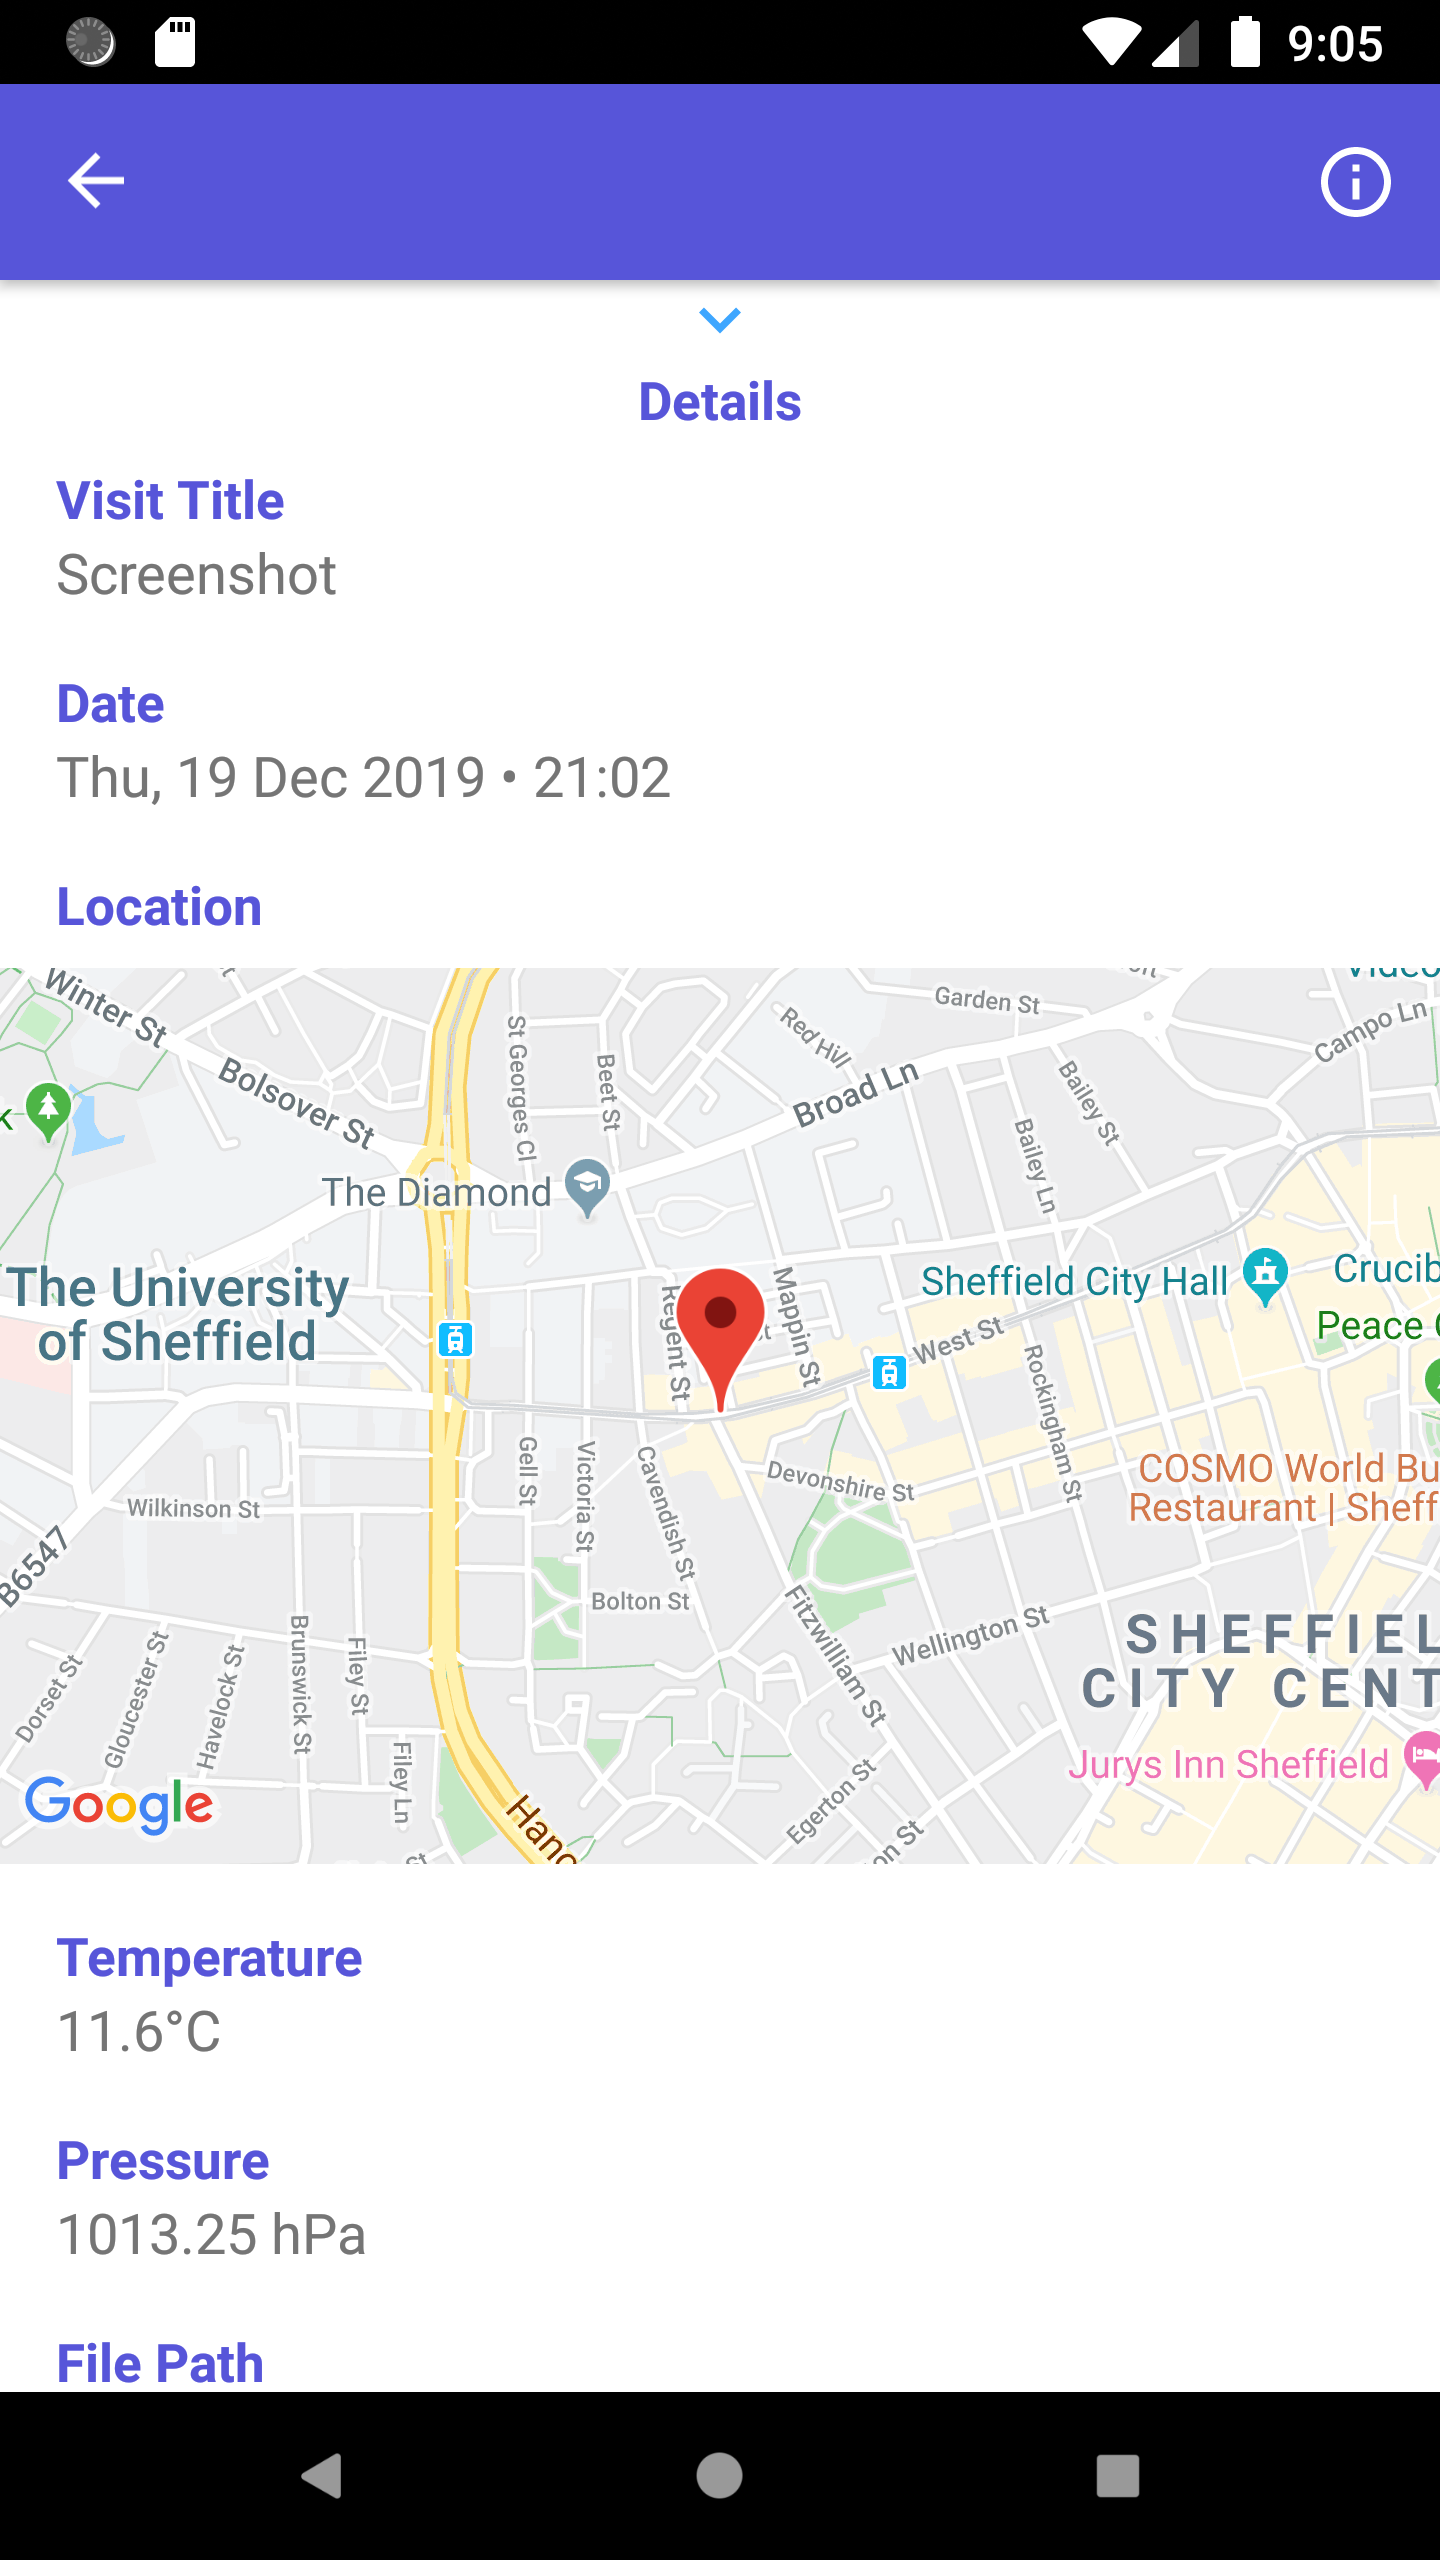 9:05
Details
Visit Title
Screenshot
Date
Thu, 19 Dec 2019 • 21:02
Location
Winter St
Garden St
Campo Ln
Red Hill
St Georges Cl
Beet St
Broad Ln
Bailey St
Bolsover St
Bailey Ln
The Diamond
The University
of Sheffield
Sheffield City Hall
Regent St
Mappin St
West St
Peace
Rockingham St
Gell St
Victoria St
Cavendish St
Devonshire St
COSMO World Bu
Restaurant | Sheff
Wilkinson St
B6547
Bolton St
Fitzwilliam St
Wellington St
SHEFFIEL
CITY CENT
Dorset St
Gloucester St
Havelock St
Brunswick St
Filey St
Filey Ln
Jurys Inn Sheffield
Egerton St
Hano
Google
Temperature
11.6°C
Pressure
1013.25 hPa
File Path